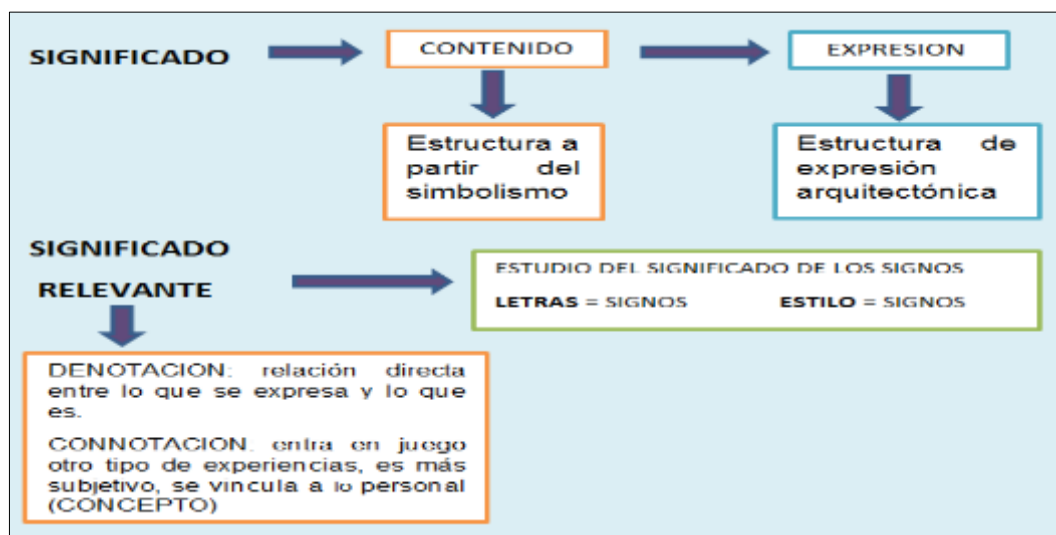 SIGNIFICADO
CONTENIDO
EXPRESION
Estructura a
partir del
simbolismo
Estructura de
expresión
arquitectónica
SIGNIFICADO
RELEVANTE
ESTUDIO DEL SIGNIFICADO DE LOS SIGNOS
LETRAS = SIGNOS ESTILO = SIGNOS
DENOTACION: relación directa
entre lo que se expresa y lo que
es.
CONNOTACION: entra en juego
otro tipo de experiencias, es más
subjetivo, se vincula a lo personal
(CONCEPTO)